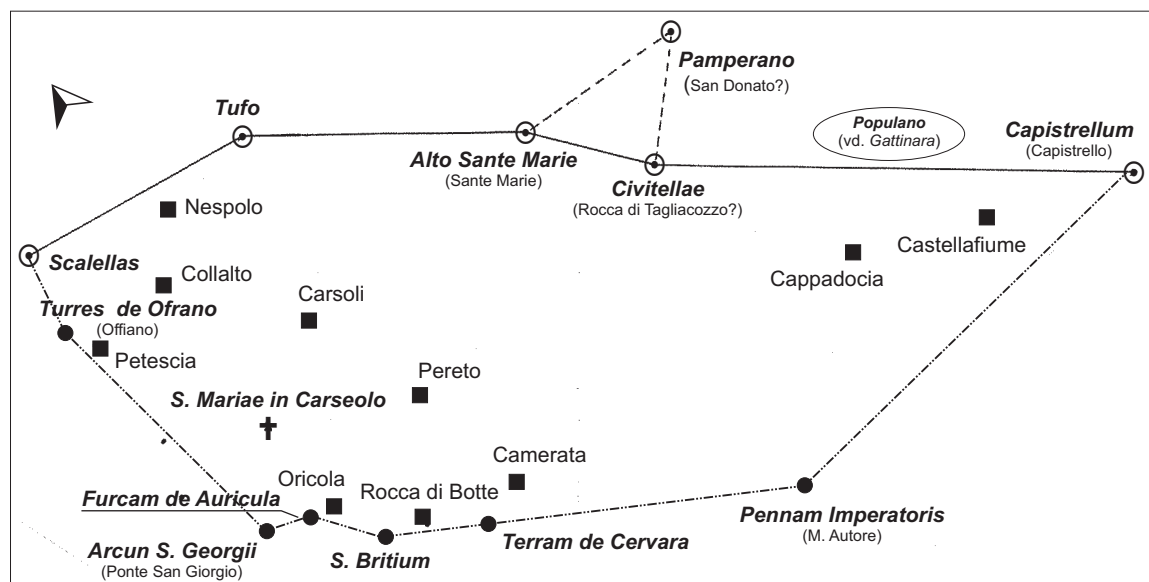 Pamperano
(San Donato?)
Tufo
Populano
(vd. Gattinara)
Capistrellum
(Capistrello)
Alto Sante Marie
(Sante Marie)
Civitellae
(Rocca di Tagliacozzo?)
Nespolo
Castellafiume
Scalellas
Collalto
Cappadocia
Carsoli
Turres de Ofrano
(Offiano)
Petescia
Pereto
S. Mariae in Carseolo
Camerata
Oricola
Rocca di Botte
Furcam de Auricula
Pennam Imperatoris
(M. Autore)
Terram de Cervara
Arcun S. Georgii
(Ponte San Giorgio)
S. Britium